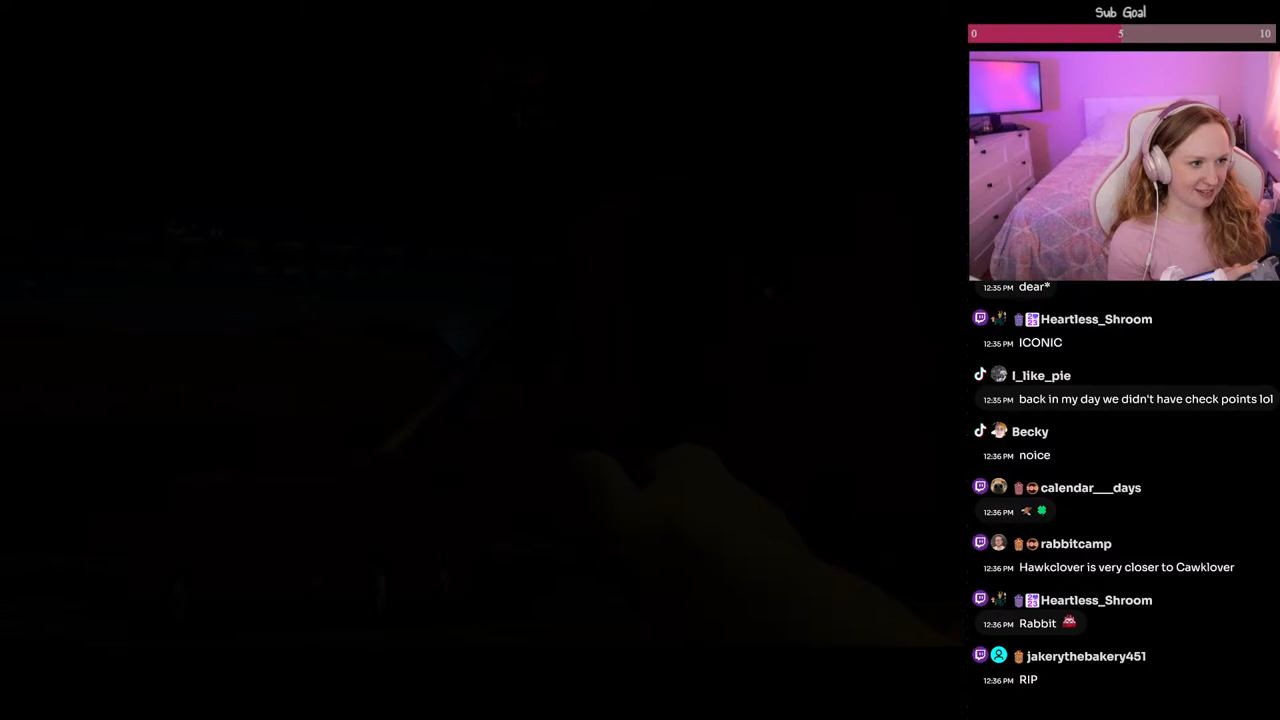 Sub Goal
0 5 10
12:35 PM dear*
Heartless_Shroom
12:35 PM ICONIC
I_like_pie
12:35 PM back in my day we didn't have check points lol
Becky
12:36 PM noice
calendar___days
12:36 PM
rabbitcamp
12:36 PM Hawkclover is very closer to Cawklover
Heartless_Shroom
12:36 PM Rabbit
jakerythebakery451
12:36 PM RIP